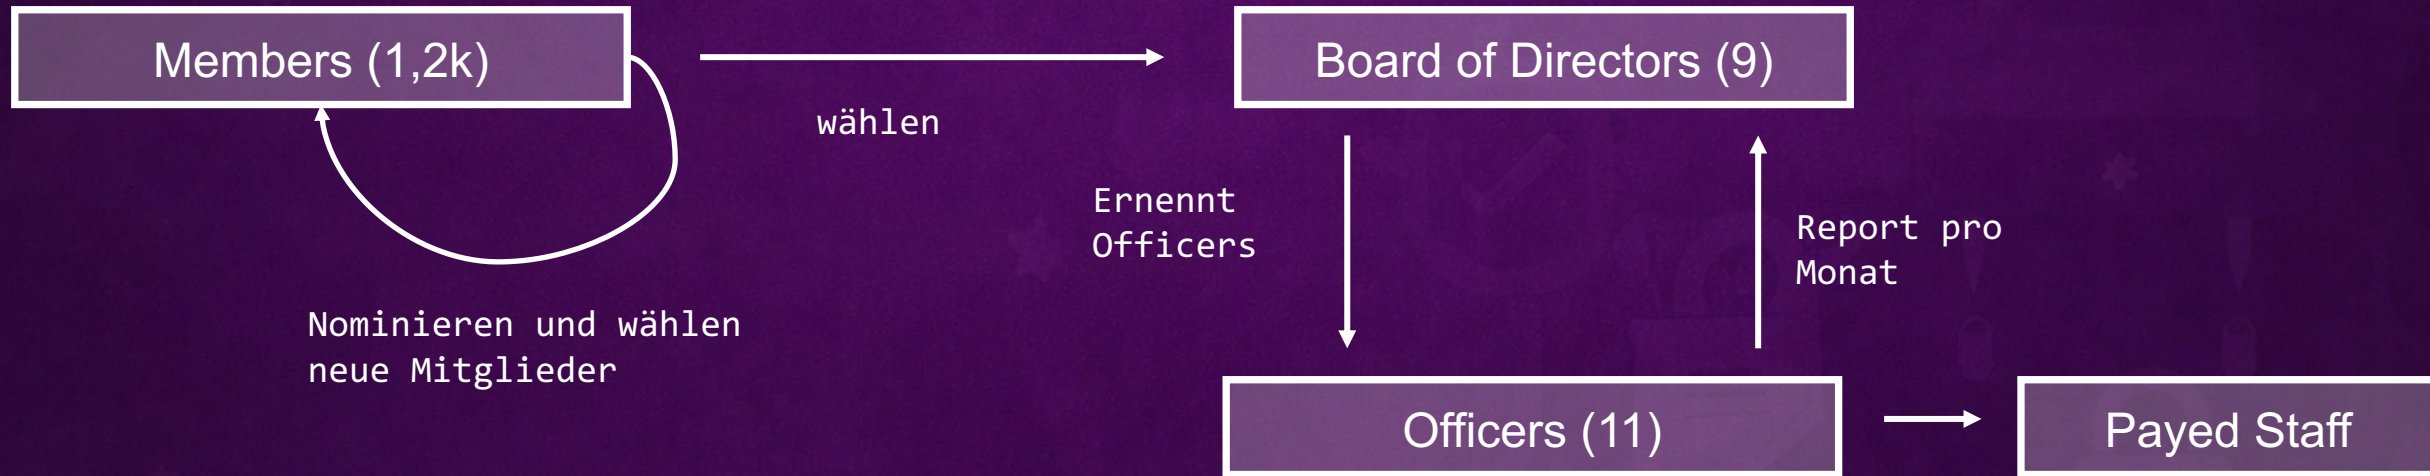 Members (1,2k)
Board of Directors (9)
wählen
Ernennt
Officers
Report pro
Monat
Nominieren und wählen
neue Mitglieder
Officers (11)
Payed Staff